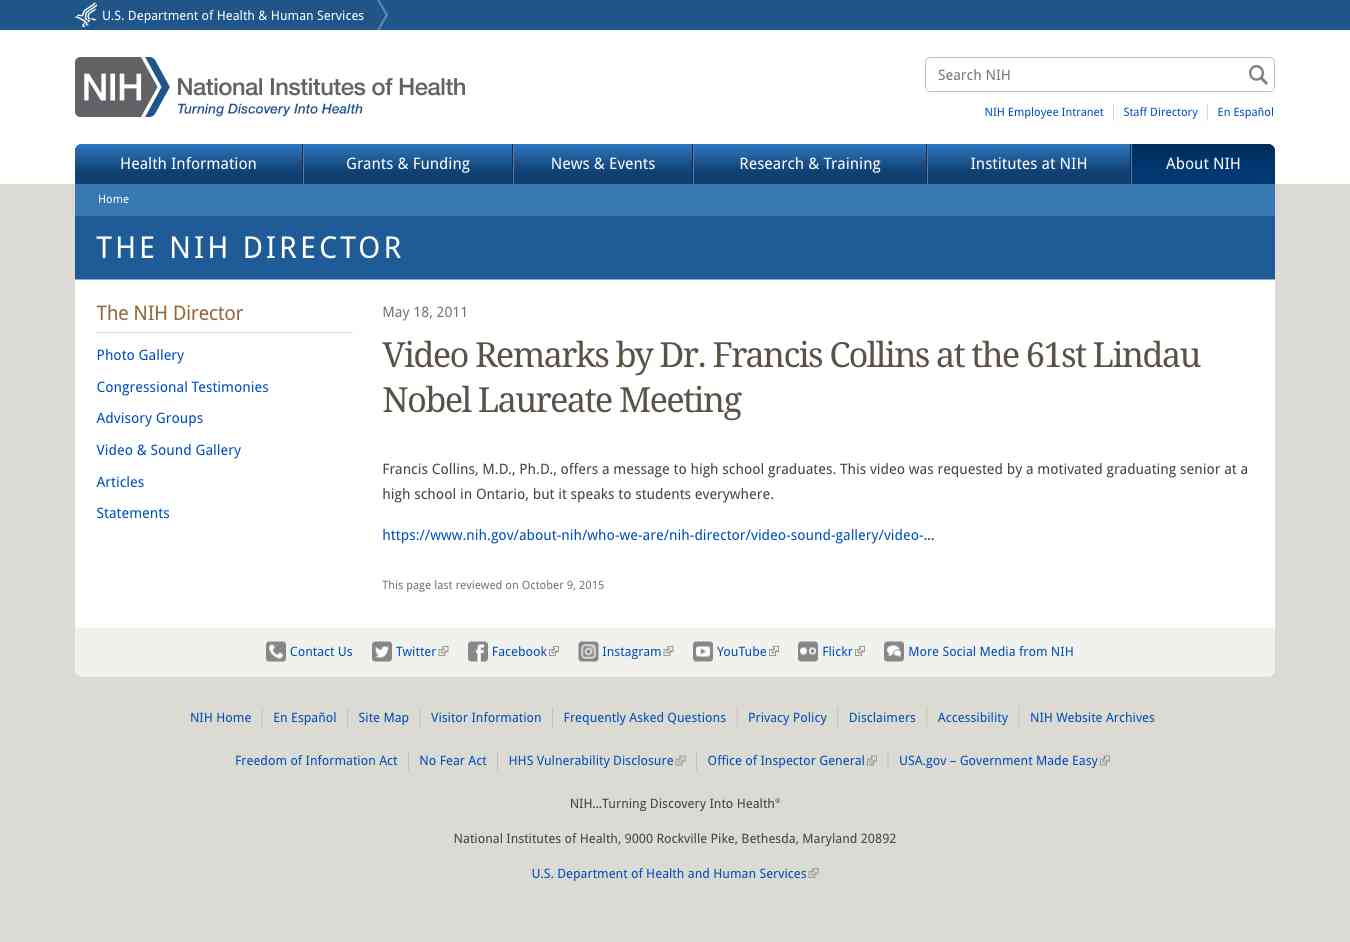 U.S. Department of Health & Human Services
NIH National Institutes of Health
Turning Discovery Into Health
Search NIH
NIH Employee Intranet
Staff Directory
En Español
Health Information
Grants & Funding
News & Events
Research & Training
Institutes at NIH
About NIH
Home
THE NIH DIRECTOR
The NIH Director
Photo Gallery
Congressional Testimonies
Advisory Groups
Video & Sound Gallery
Articles
Statements
May 18, 2011
Video Remarks by Dr. Francis Collins at the 61st Lindau
Nobel Laureate Meeting
Francis Collins, M.D., Ph.D., offers a message to high school graduates. This video was requested by a motivated graduating senior at a
high school in Ontario, but it speaks to students everywhere.
https://www.nih.gov/about-nih/who-we-are/nih-director/video-sound-gallery/video-...
This page last reviewed on October 9, 2015
Contact Us
Twitter
Facebook
Instagram
YouTube
Flickr
More Social Media from NIH
NIH Home
En Español
Site Map
Visitor Information
Frequently Asked Questions
Privacy Policy
Disclaimers
Accessibility
NIH Website Archives
Freedom of Information Act
No Fear Act
HHS Vulnerability Disclosure
Office of Inspector General
USA.gov – Government Made Easy
NIH...Turning Discovery Into Health®
National Institutes of Health, 9000 Rockville Pike, Bethesda, Maryland 20892
U.S. Department of Health and Human Services